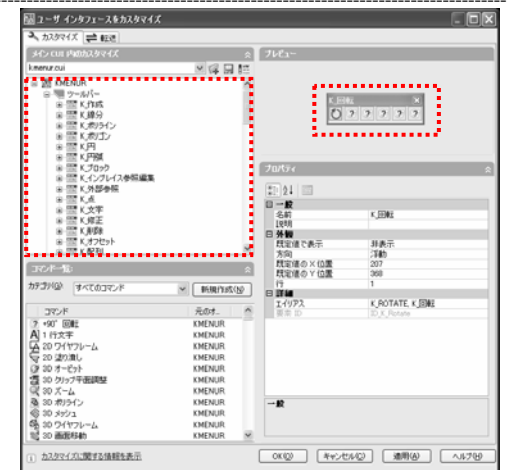 ユーザ インタフェースをカスタマイズ
カスタマイズ 転送
メイン CUI 内のカスタマイズ
kmenur.cui
KMENUR
ツールバー
K_作成
K_線分
K_ポリライン
K_ポリゴン
K_円
K_円弧
K_ブロック
K_インプレイス参照編集
K_外部参照
K_点
K_文字
K_修正
K_削除
K_オフセット
K_配列
コマンド一覧:
カテゴリ(G) すべてのコマンド 新規作成(N)
コマンド 元のオ...
+90° 回転 KMENUR
1 行文字 KMENUR
2D ワイヤフレーム KMENUR
2D 塗り潰し KMENUR
3D オービット KMENUR
3D クリップ平面調整 KMENUR
3D ズーム KMENUR
3D ポリライン KMENUR
3D メッシュ KMENUR
3D ワイヤフレーム KMENUR
3D 画面移動 KMENUR
プレビュー
K_回転
プロパティ
一般
名前 K_回転
説明
外観
既定値で表示 非表示
方向 浮動
既定値の X 位置 207
既定値の Y 位置 368
行 1
詳細
エイリアス K_ROTATE, K_回転
要素 ID ID_K_Rotate
一般
カスタマイズに関する情報を表示
OK(O) キャンセル(C) 適用(A) ヘルプ(H)